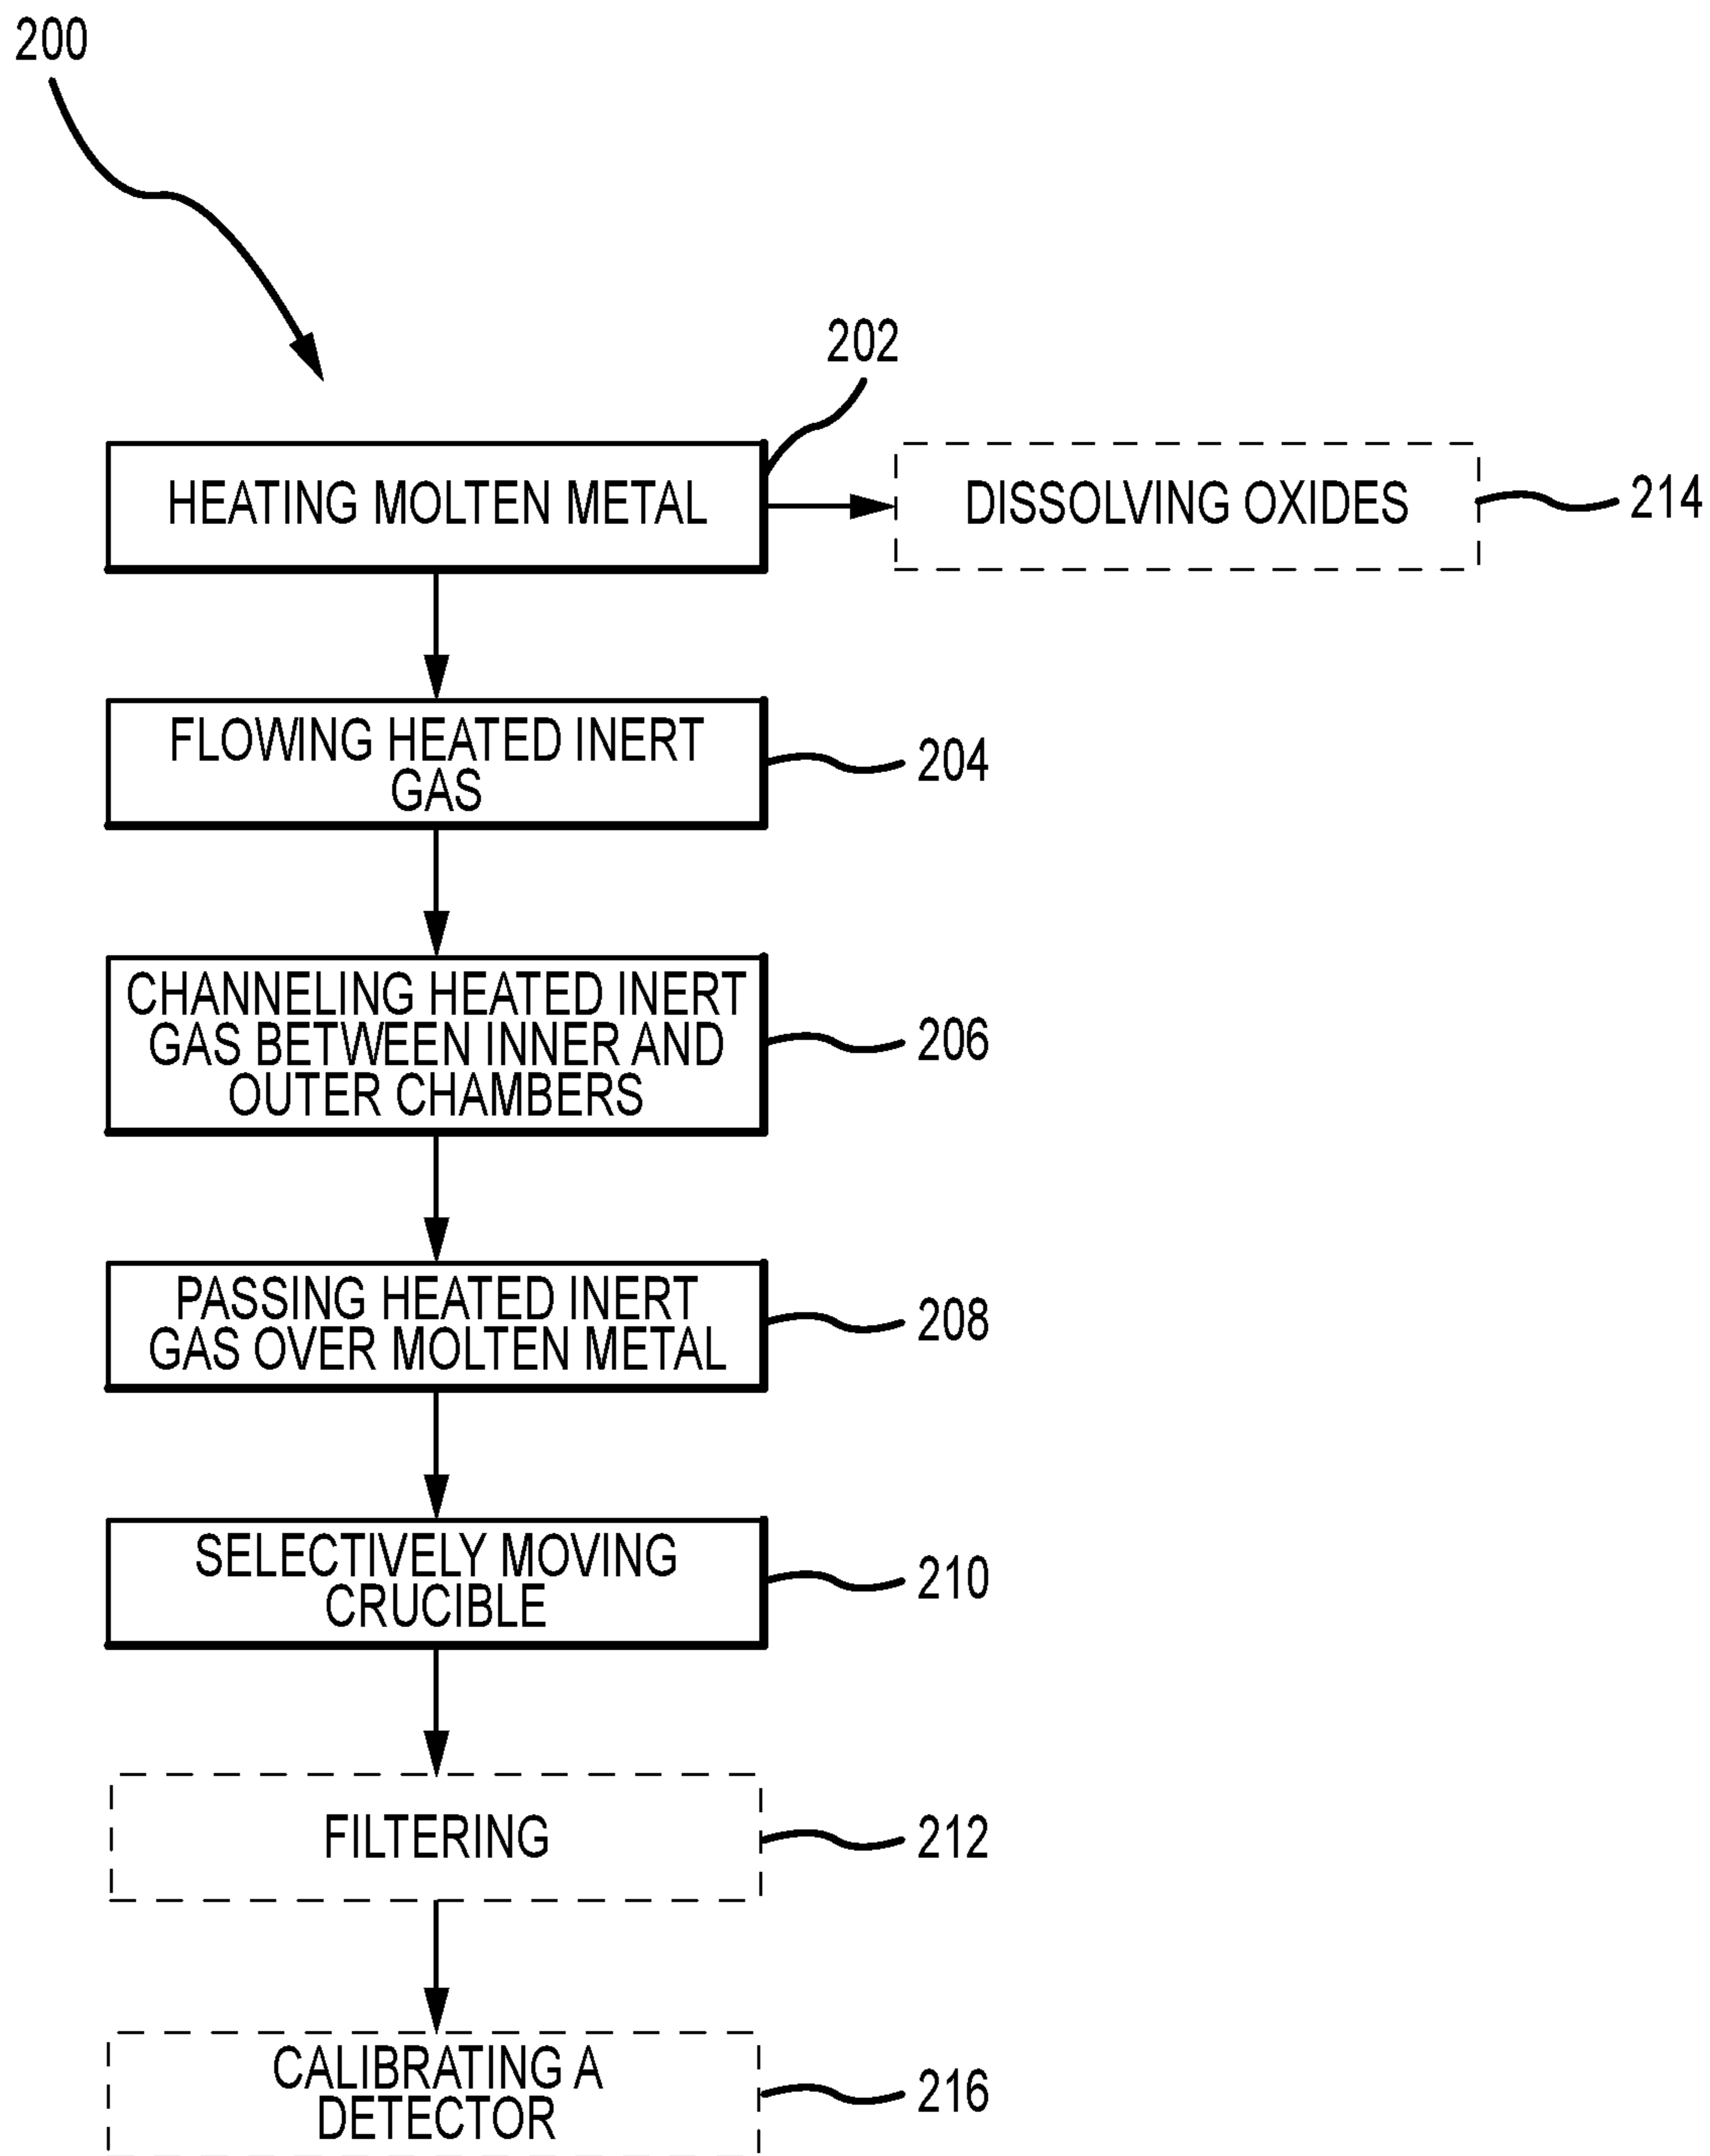 200
202
HEATING MOLTEN METAL
DISSOLVING OXIDES
214
FLOWING HEATED INERT
GAS
204
CHANNELING HEATED INERT
GAS BETWEEN INNER AND
OUTER CHAMBERS
206
PASSING HEATED INERT
GAS OVER MOLTEN METAL
208
SELECTIVELY MOVING
CRUCIBLE
210
FILTERING
212
CALIBRATING A
DETECTOR
216